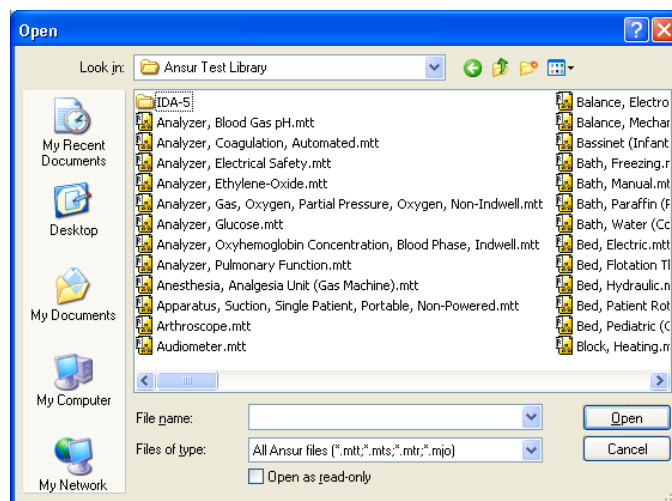 Open
Look in: Ansur Test Library
My Recent
Documents
Desktop
My Documents
My Computer
My Network
IDA-5
Analyzer, Blood Gas pH.mtt
Analyzer, Coagulation, Automated.mtt
Analyzer, Electrical Safety.mtt
Analyzer, Ethylene-Oxide.mtt
Analyzer, Gas, Oxygen, Partial Pressure, Oxygen, Non-Indwell.mtt
Analyzer, Glucose.mtt
Analyzer, Oxyhemoglobin Concentration, Blood Phase, Indwell.mtt
Analyzer, Pulmonary Function.mtt
Anesthesia, Analgesia Unit (Gas Machine).mtt
Apparatus, Suction, Single Patient, Portable, Non-Powered.mtt
Arthroscope.mtt
Audiometer.mtt
Balance, Electro
Balance, Mechar
Bassinet (Infant
Bath, Freezing.r
Bath, Manual.mt
Bath, Paraffin (F
Bath, Water (Cc
Bed, Electric.mtt
Bed, Flotation Tl
Bed, Hydraulic.n
Bed, Patient Rot
Bed, Pediatric (C
Block, Heating.m
File name:
Open
Files of type: All Ansur files (*.mtt;*.mts;*.mtr;*.mjo)
Cancel
Open as read-only